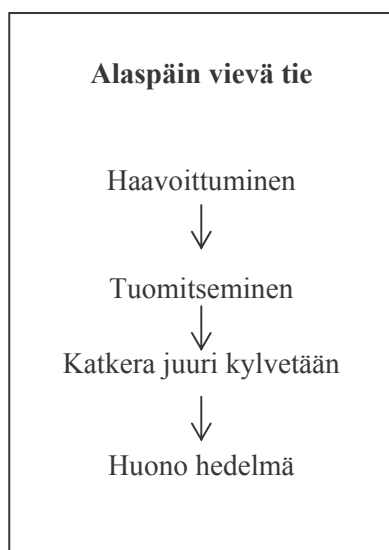 Alaspäin vievä tie
Haavoittuminen
Tuomitseminen
Katkera juuri kylvetään
Huono hedelmä